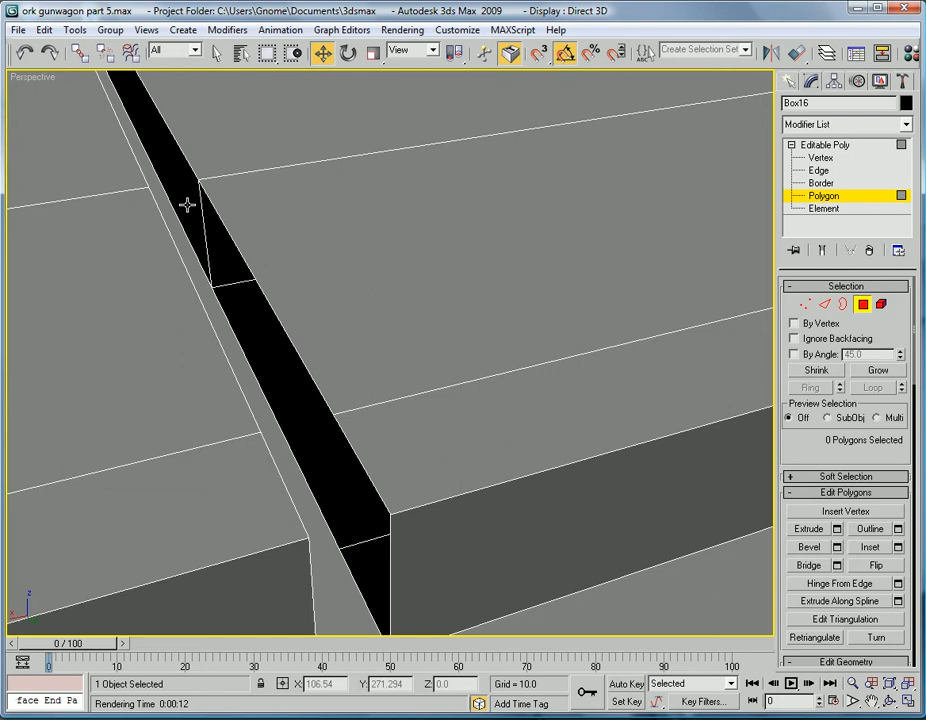 ork gunwagon part 5.max - Project Folder: C:\Users\Gnome\Documents\3dsmax - Autodesk 3ds Max 2009 - Display : Direct 3D
File Edit Tools Group Views Create Modifiers Animation Graph Editors Rendering Customize MAXScript Help
All View Create Selection Set
Perspective
Box16
Modifier List
Editable Poly
Vertex
Edge
Border
Polygon
Element
- Selection
By Vertex
Ignore Backfacing
By Angle: 45.0
Shrink Grow
Ring Loop
Preview Selection
Off SubObj Multi
0 Polygons Selected
+ Soft Selection
- Edit Polygons
Insert Vertex
Extrude Outline
Bevel Inset
Bridge Flip
Hinge From Edge
Extrude Along Spline
Edit Triangulation
Retriangulate Turn
- Edit Geometry
z
x
< 0 / 100 >
0 10 20 30 40 50 60 70 80 90 100
1 Object Selected X: 106.54 Y: 271.294 Z: 0.0 Grid = 10.0 Auto Key Selected
face End Pa Rendering Time 0:00:12 Add Time Tag Set Key Key Filters... 0